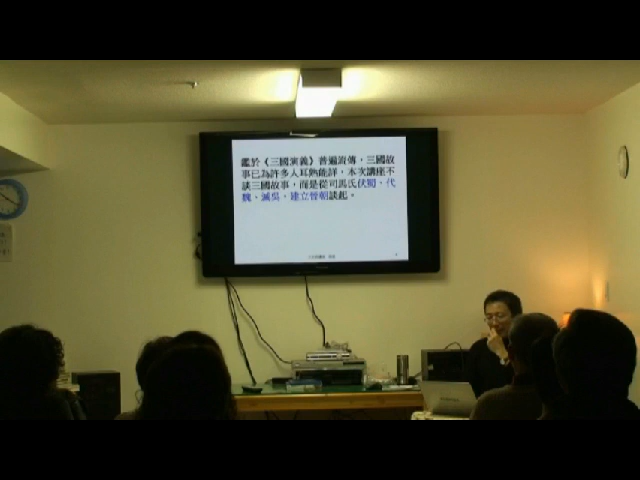 鑑於《三國演義》普遍流傳，三國故
事已為許多人耳熟能詳，本次講座不
談三國故事，而是從司馬氏伏蜀、代
魏、滅吳、建立晉朝談起。